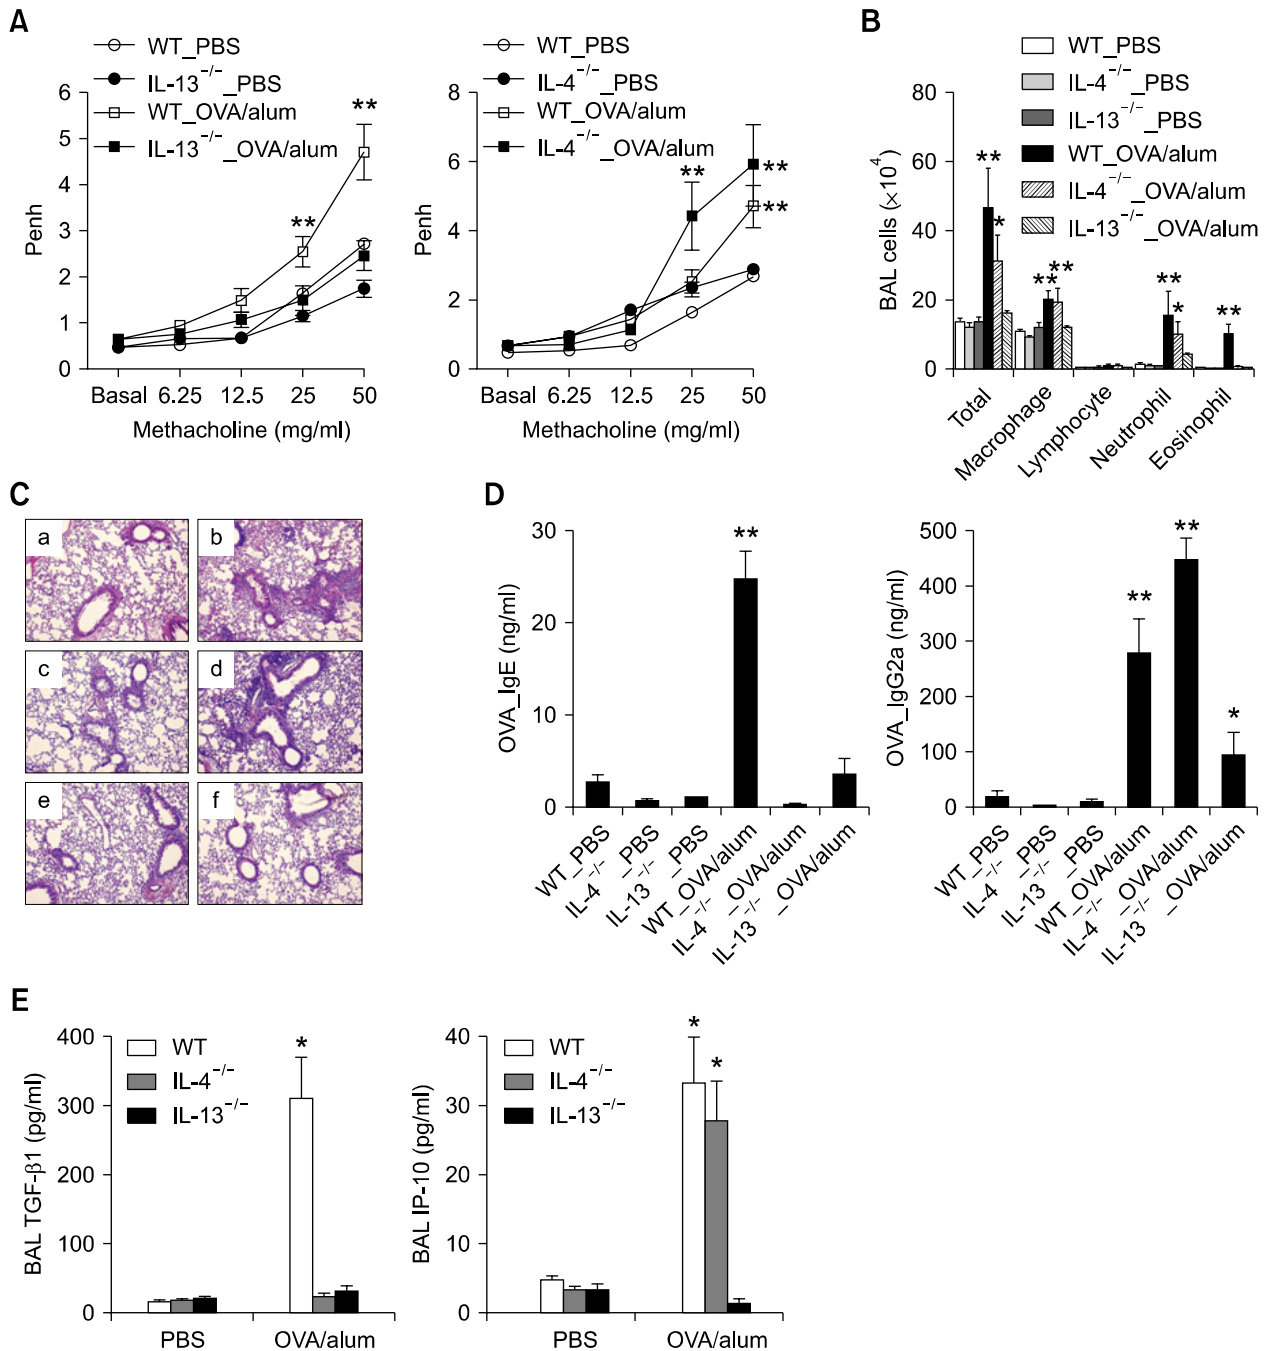 A
WT_PBS
IL-13−/−_PBS
WT_OVA/alum
IL-13−/−_OVA/alum
**
**
6
5
4
3
2
1
0
Penh
Basal 6.25 12.5 25 50
Methacholine (mg/ml)
WT_PBS
IL-4−/−_PBS
WT_OVA/alum
IL-4−/−_OVA/alum
**
**
**
8
6
4
2
0
Penh
Basal 6.25 12.5 25 50
Methacholine (mg/ml)
B
WT_PBS
IL-4−/−_PBS
IL-13−/−_PBS
WT_OVA/alum
IL-4−/−_OVA/alum
IL-13−/−_OVA/alum
80
60
40
20
0
BAL cells (×10⁴)
**
*
**
**
**
*
**
Total
Macrophage
Lymphocyte
Neutrophil
Eosinophil
C
a
b
c
d
e
f
D
30
20
10
0
OVA_IgE (ng/ml)
**
WT_PBS
IL-4−/−_PBS
IL-13−/−_PBS
WT_OVA/alum
IL-4−/−_OVA/alum
IL-13−/−_OVA/alum
500
400
300
200
100
0
OVA_IgG2a (ng/ml)
**
**
*
WT_PBS
IL-4−/−_PBS
IL-13−/−_PBS
WT_OVA/alum
IL-4−/−_OVA/alum
IL-13−/−_OVA/alum
E
400
300
200
100
0
BAL TGF-β1 (pg/ml)
WT
IL-4−/−
IL-13−/−
*
PBS OVA/alum
40
30
20
10
0
BAL IP-10 (pg/ml)
WT
IL-4−/−
IL-13−/−
*
*
PBS OVA/alum